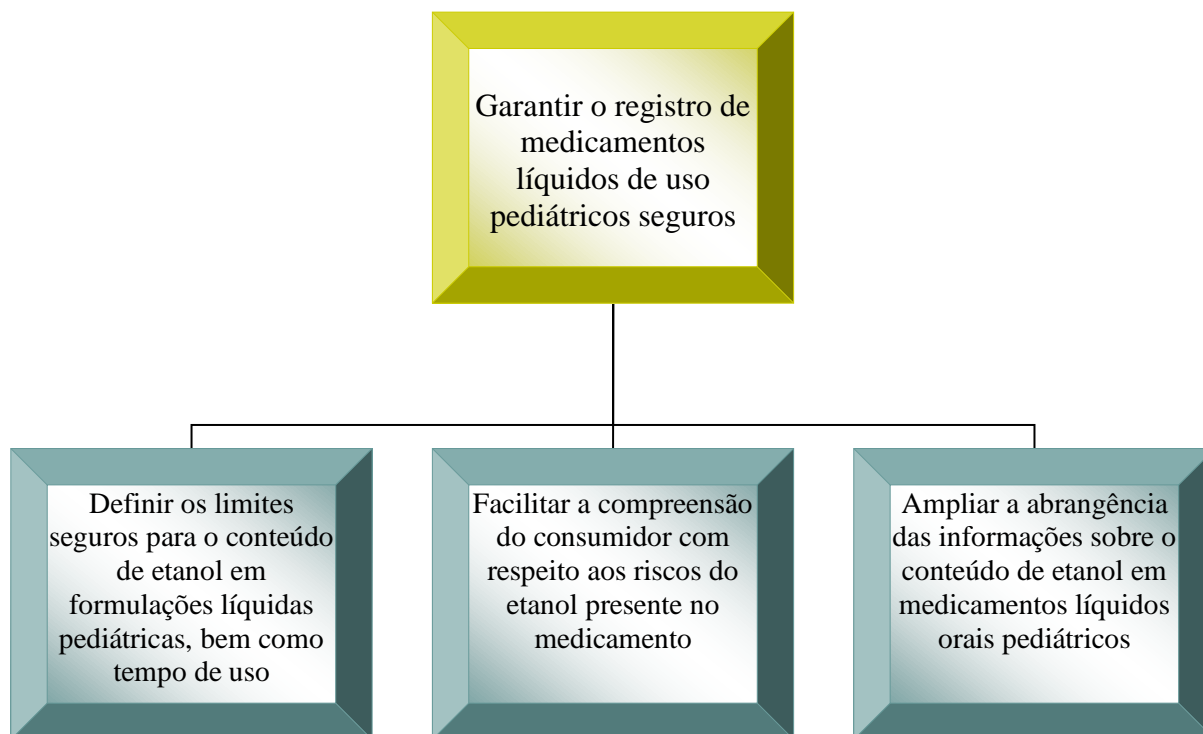 Garantir o registro de
medicamentos
líquidos de uso
pediátricos seguros
Definir os limites
seguros para o conteúdo
de etanol em
formulações líquidas
pediátricas, bem como
tempo de uso
Facilitar a compreensão
do consumidor com
respeito aos riscos do
etanol presente no
medicamento
Ampliar a abrangência
das informações sobre o
conteúdo de etanol em
medicamentos líquidos
orais pediátricos